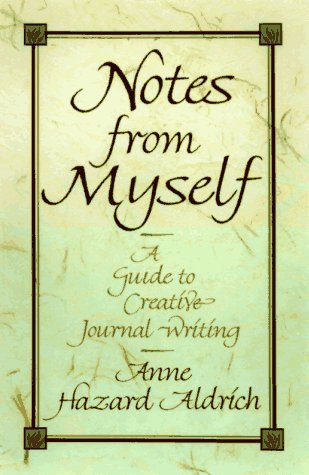 Notes
from
Myself
A
Guide to
Creative
Journal Writing
Anne
Hazard Aldrich